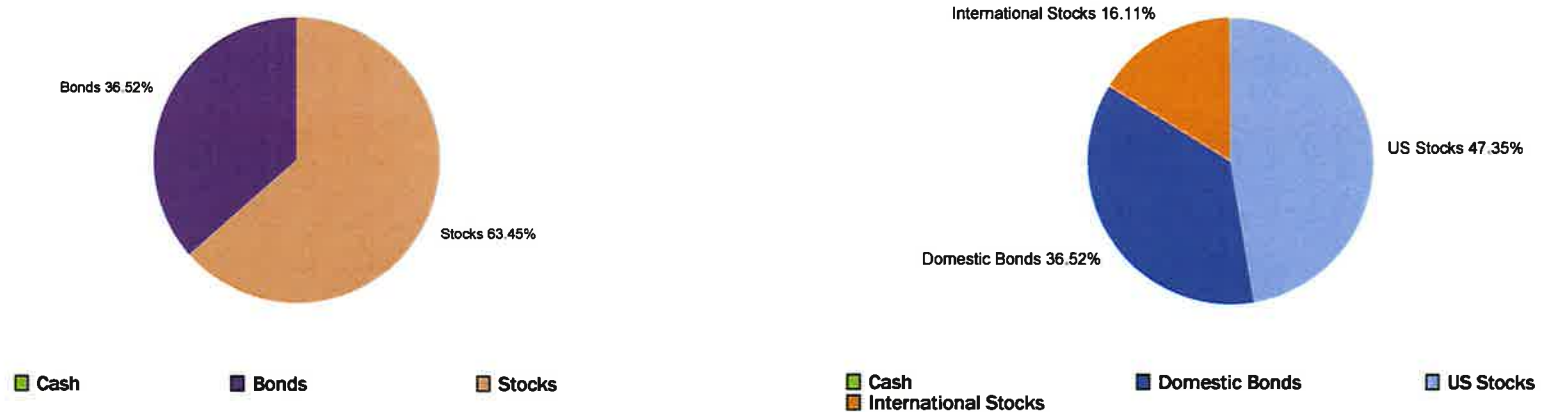 Bonds 36.52%
Stocks 63.45%
Cash
Bonds
Stocks
International Stocks 16.11%
US Stocks 47.35%
Domestic Bonds 36.52%
Cash
Domestic Bonds
US Stocks
International Stocks